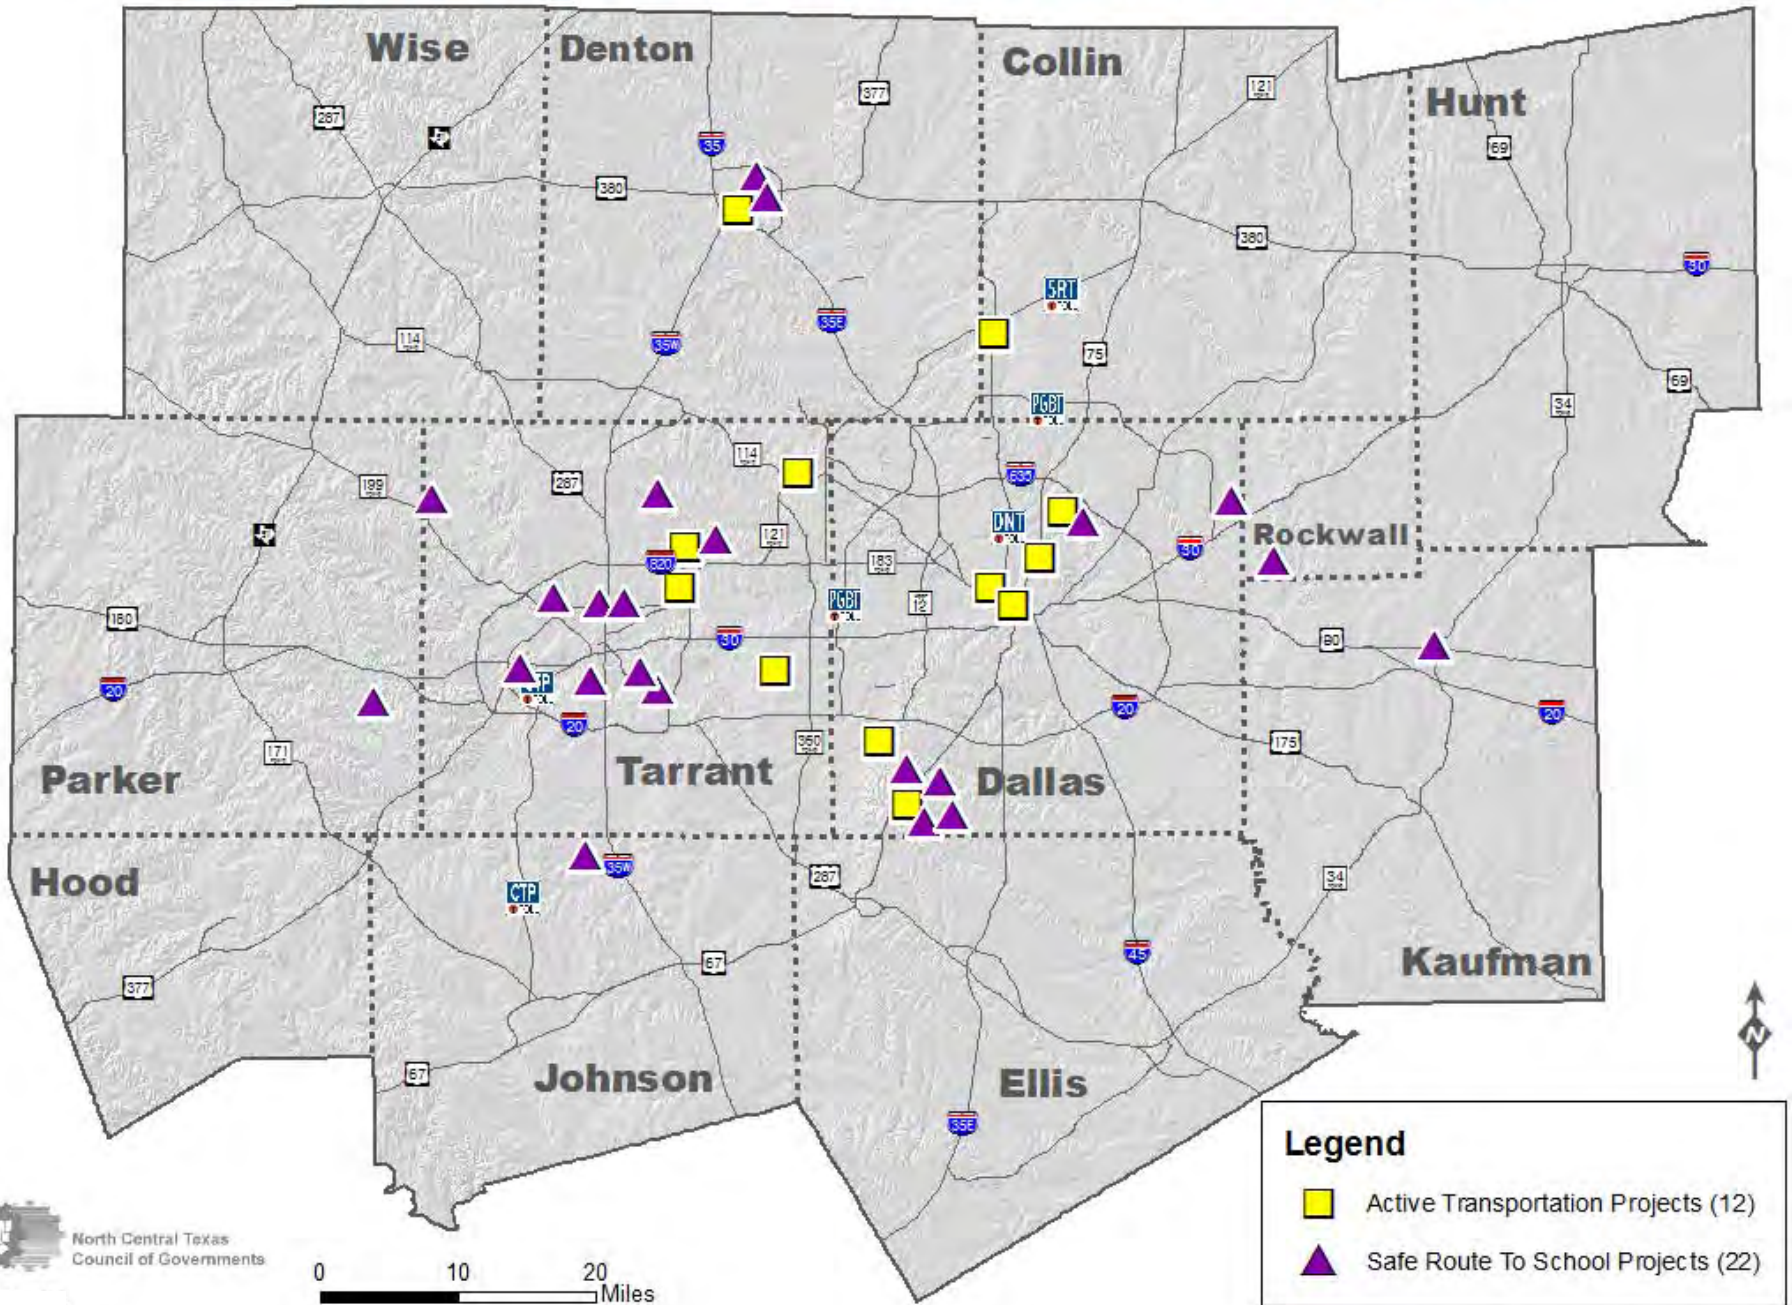 Wise
Denton
Collin
Hunt
377
121
287
69
35
380
380
30
SRT
35E
35W
114
75
69
PGBT
34
114
199
287
635
121
DNT
Rockwall
30
820
183
PGBT
12
180
30
80
20
20
20
20
171
360
175
Parker
Tarrant
Dallas
Hood
35W
287
34
CTP
45
Kaufman
67
377
N
67
Johnson
Ellis
35E
Legend
Active Transportation Projects (12)
Safe Route To School Projects (22)
North Central Texas
Council of Governments
0 10 20
Miles